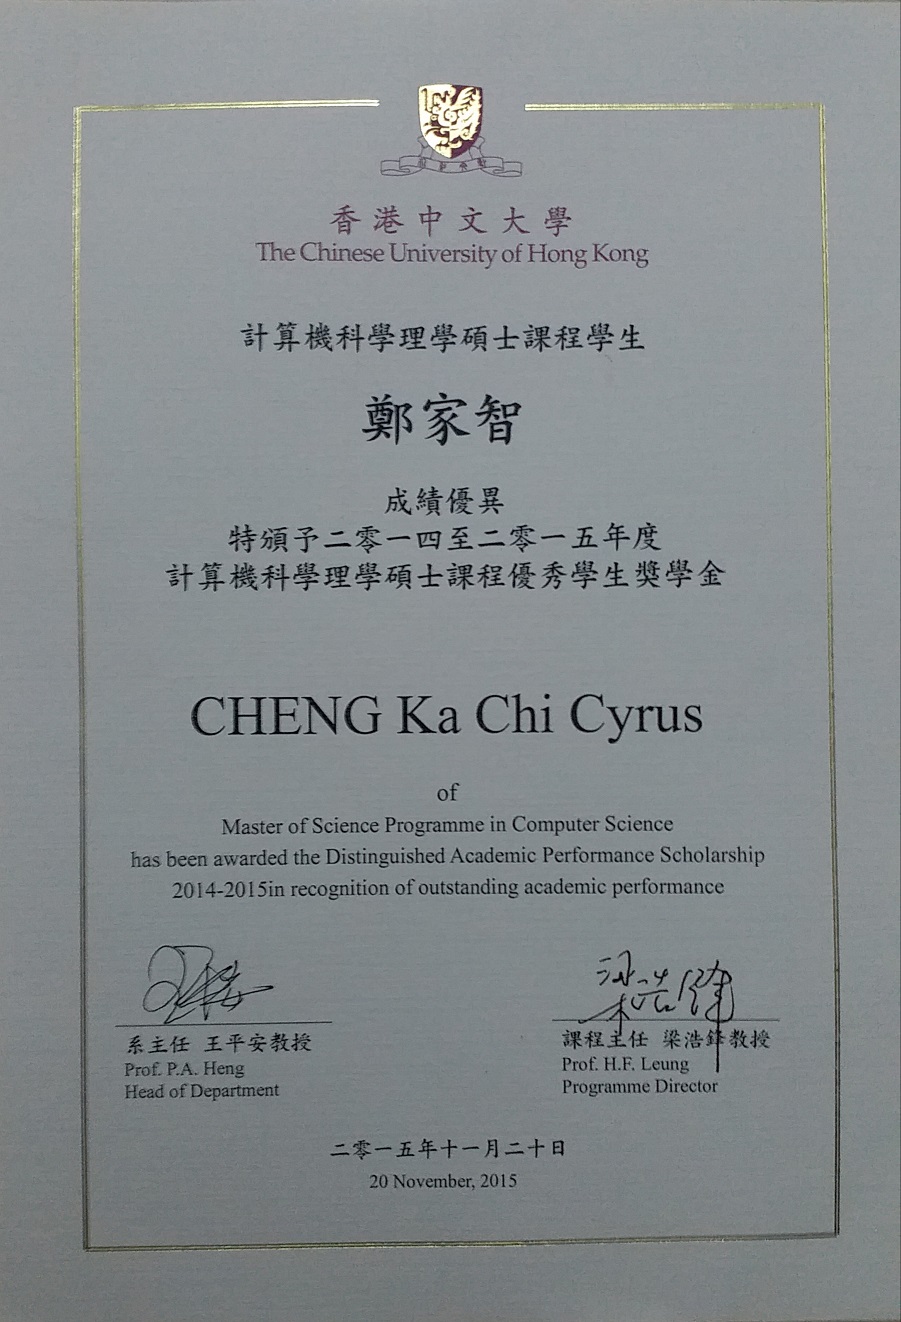 香港中文大學
The Chinese University of Hong Kong
計算機科學理學碩士課程學生
鄭家智
成績優異
特頒予二零一四至二零一五年度
計算機科學理學碩士課程優秀學生獎學金
CHENG Ka Chi Cyrus
of
Master of Science Programme in Computer Science
has been awarded the Distinguished Academic Performance Scholarship
2014-2015in recognition of outstanding academic performance
系主任 王平安教授
Prof. P.A. Heng
Head of Department
梁浩鋒
課程主任 梁浩鋒教授
Prof. H.F. Leung
Programme Director
二零一五年十一月二十日
20 November, 2015